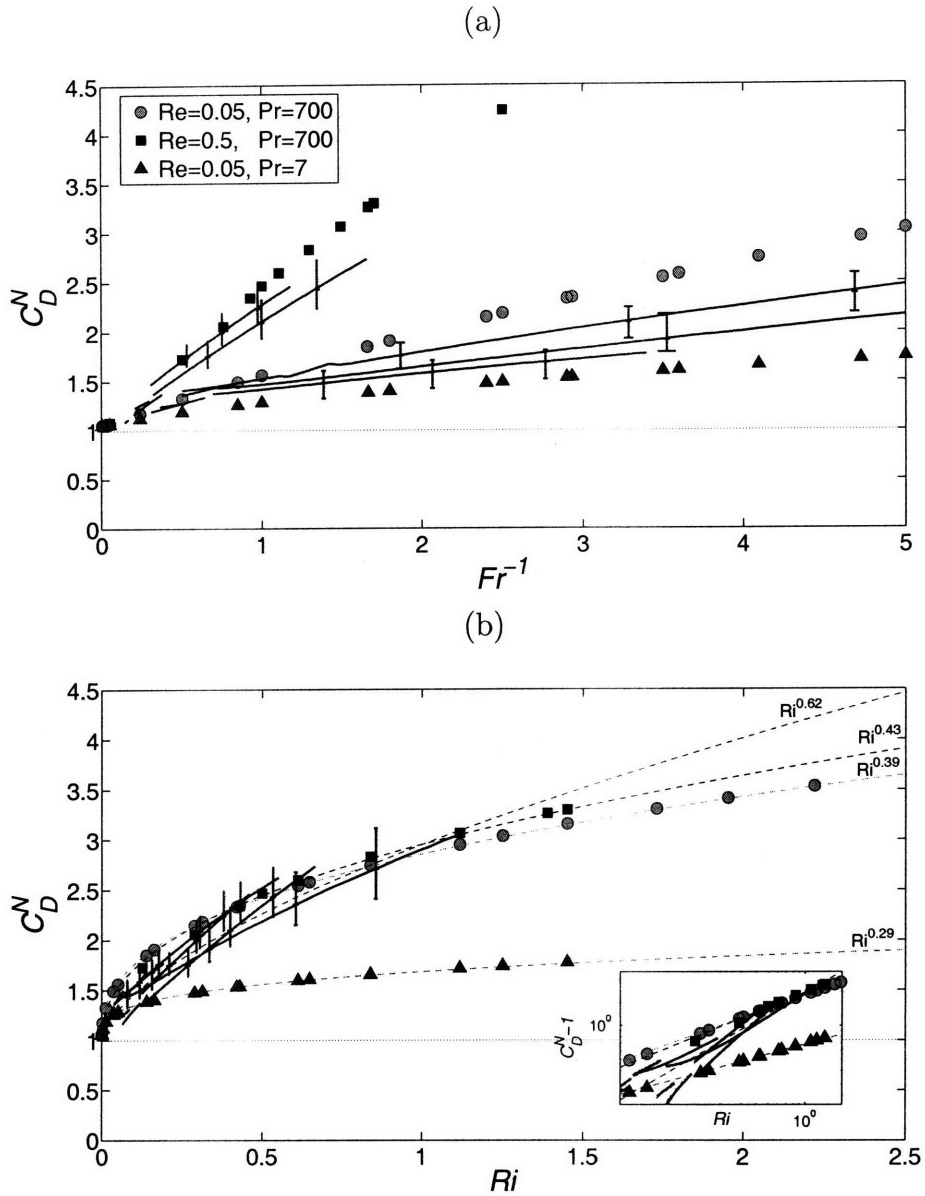 (a)
4.5
4
3.5
3
2.5
2
1.5
1
0.5
0
C_D^N
Re=0.05, Pr=700
Re=0.5, Pr=700
Re=0.05, Pr=7
0 1 2 3 4 5
Fr^-1
(b)
4.5
4
3.5
3
2.5
2
1.5
1
0.5
0
C_D^N
Ri^0.62
Ri^0.43
Ri^0.39
Ri^0.29
10^0
C_D^N-1
Ri 10^0
0 0.5 1 1.5 2 2.5
Ri